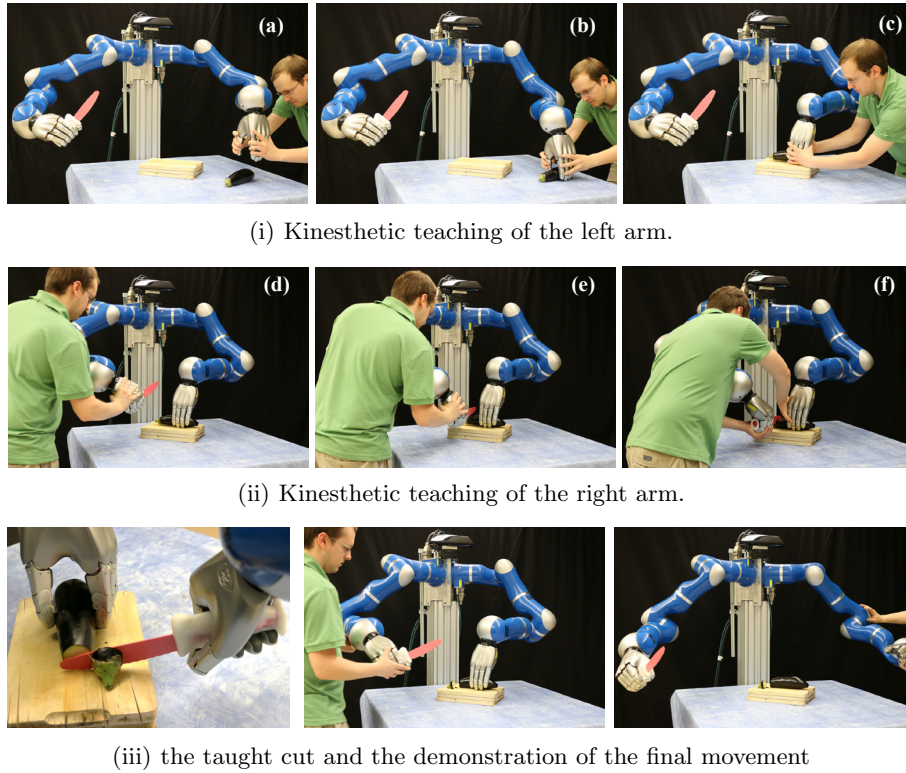 (a)
(b)
(c)
(i) Kinesthetic teaching of the left arm.
(d)
(e)
(f)
(ii) Kinesthetic teaching of the right arm.
(iii) the taught cut and the demonstration of the final movement